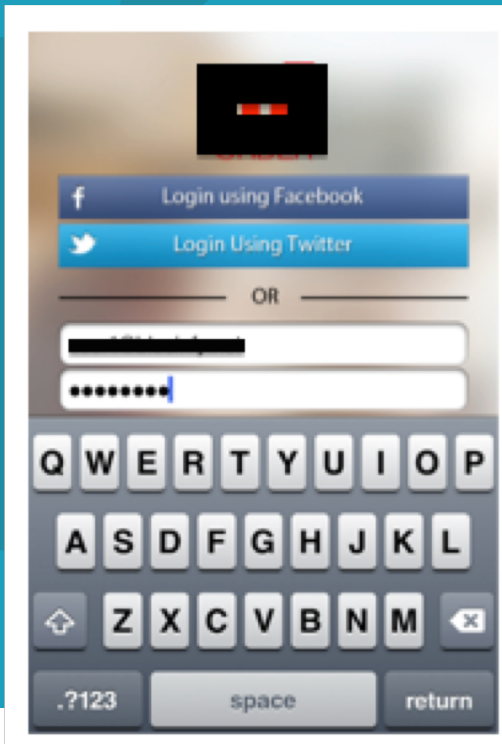 f Login using Facebook
Login Using Twitter
OR
••••••••
Q W E R T Y U I O P
A S D F G H J K L
Z X C V B N M
.?123 space return